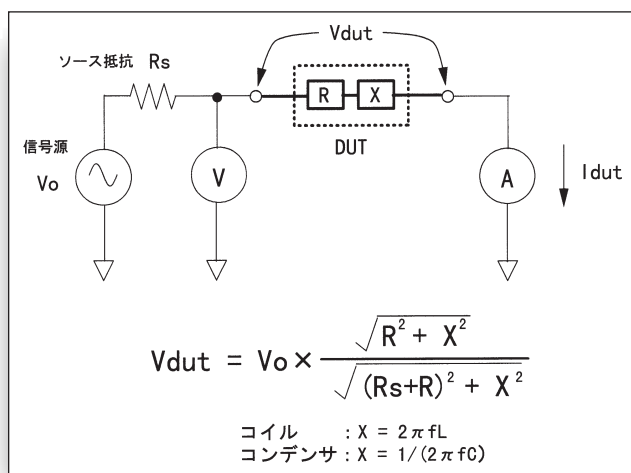 Vdut
ソース抵抗 Rs
R
X
DUT
信号源
Vo
V
A
Idut
Vdut = Vo × √(R² + X²) / √((Rs+R)² + X²)
コイル : X = 2πfL
コンデンサ : X = 1/(2πfC)